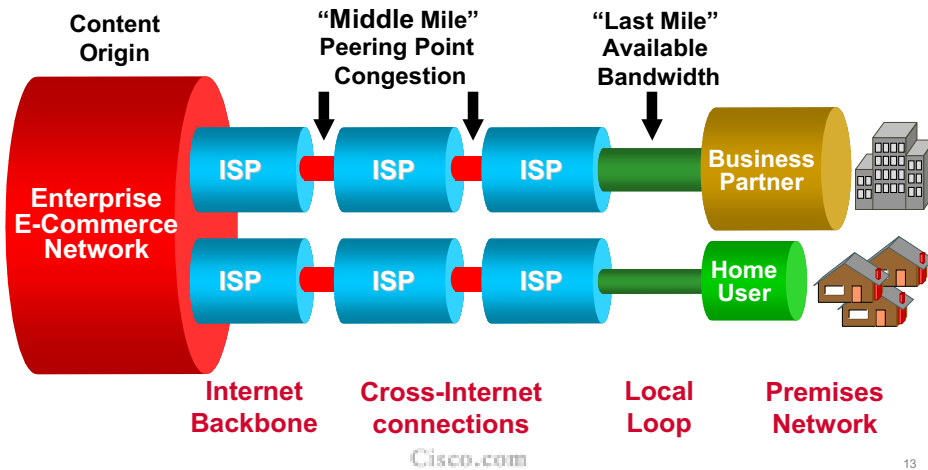 Content
Origin
“Middle Mile”
Peering Point
Congestion
“Last Mile”
Available
Bandwidth
Enterprise
E-Commerce
Network
ISP
ISP
ISP
Business
Partner
ISP
ISP
ISP
Home
User
Internet
Backbone
Cross-Internet
connections
Local
Loop
Premises
Network
Cisco.com
13